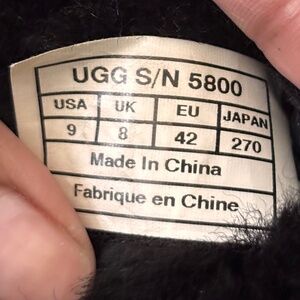 UGG S/N 5800
USA UK EU JAPAN
9 8 42 270
Made In China
Fabrique en Chine